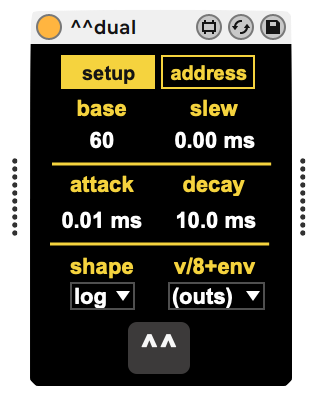 ^^dual
setup address
base slew
60 0.00 ms
attack decay
0.01 ms 10.0 ms
shape v/8+env
log (outs)
^^